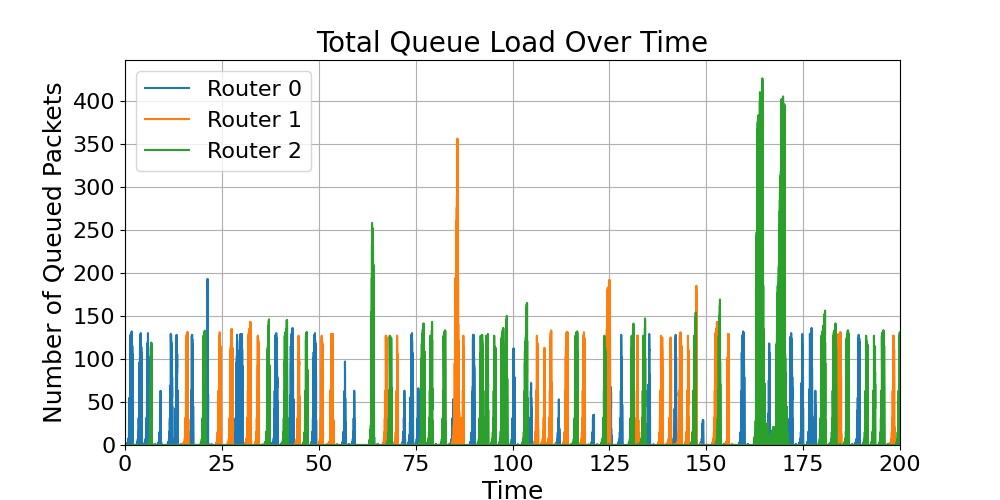 Total Queue Load Over Time
Number of Queued Packets
400
350
300
250
200
150
100
50
0
Router 0
Router 1
Router 2
0 25 50 75 100 125 150 175 200
Time